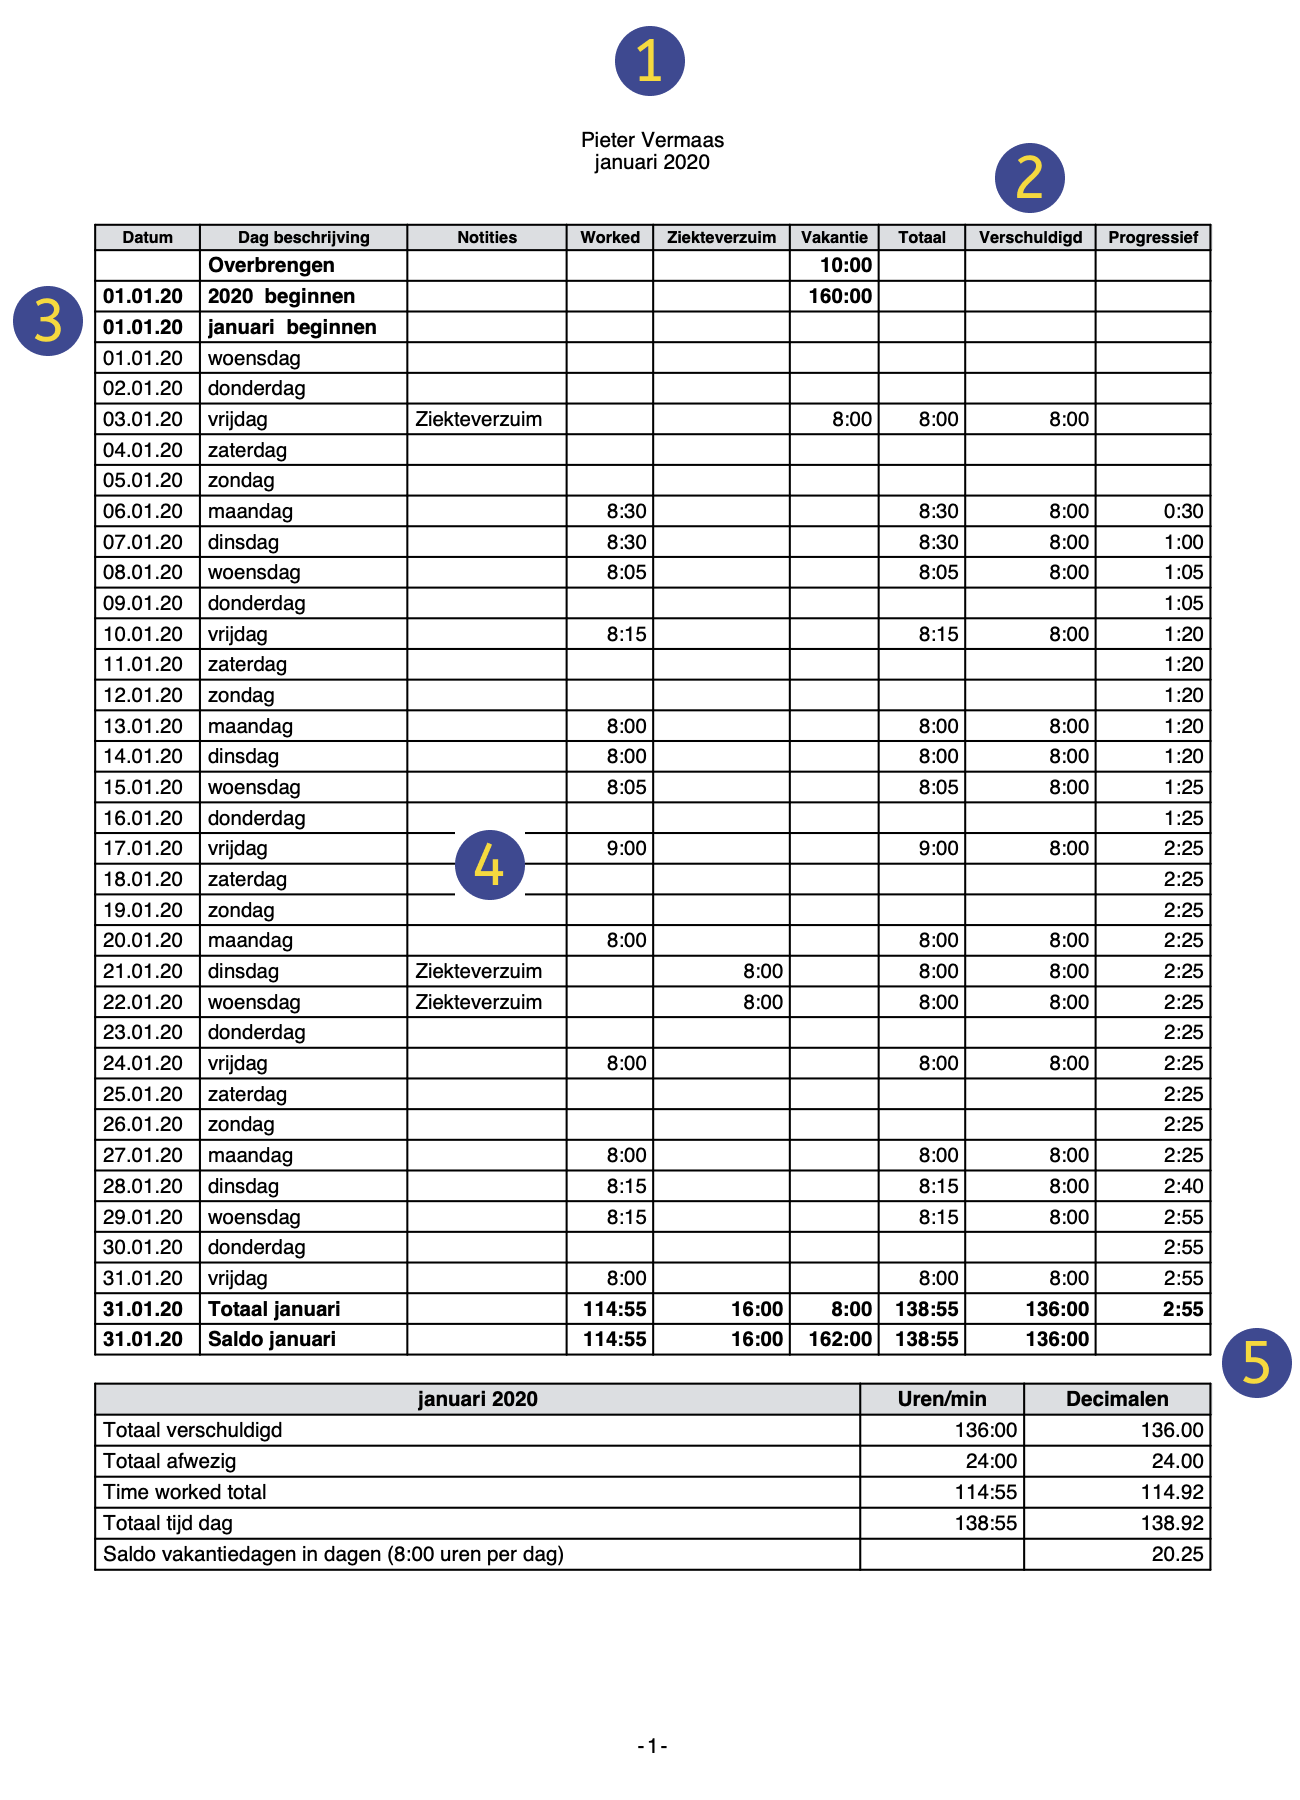 1
Pieter Vermaas
januari 2020
2
Datum Dag beschrijving Notities Worked Ziekteverzuim Vakantie Totaal Verschuldigd Progressief
Overbrengen 10:00
3
01.01.20 2020 beginnen 160:00
01.01.20 januari beginnen
01.01.20 woensdag
02.01.20 donderdag
03.01.20 vrijdag Ziekteverzuim 8:00 8:00 8:00
04.01.20 zaterdag
05.01.20 zondag
06.01.20 maandag 8:30 8:30 8:00 0:30
07.01.20 dinsdag 8:30 8:30 8:00 1:00
08.01.20 woensdag 8:05 8:05 8:00 1:05
09.01.20 donderdag 1:05
10.01.20 vrijdag 8:15 8:15 8:00 1:20
11.01.20 zaterdag 1:20
12.01.20 zondag 1:20
13.01.20 maandag 8:00 8:00 8:00 1:20
14.01.20 dinsdag 8:00 8:00 8:00 1:20
15.01.20 woensdag 8:05 8:05 8:00 1:25
16.01.20 donderdag 1:25
17.01.20 vrijdag 9:00 9:00 8:00 2:25
4
18.01.20 zaterdag 2:25
19.01.20 zondag 2:25
20.01.20 maandag 8:00 8:00 8:00 2:25
21.01.20 dinsdag Ziekteverzuim 8:00 8:00 8:00 2:25
22.01.20 woensdag Ziekteverzuim 8:00 8:00 8:00 2:25
23.01.20 donderdag 2:25
24.01.20 vrijdag 8:00 8:00 8:00 2:25
25.01.20 zaterdag 2:25
26.01.20 zondag 2:25
27.01.20 maandag 8:00 8:00 8:00 2:25
28.01.20 dinsdag 8:15 8:15 8:00 2:40
29.01.20 woensdag 8:15 8:15 8:00 2:55
30.01.20 donderdag 2:55
31.01.20 vrijdag 8:00 8:00 8:00 2:55
31.01.20 Totaal januari 114:55 16:00 8:00 138:55 136:00 2:55
31.01.20 Saldo januari 114:55 16:00 162:00 138:55 136:00
5
januari 2020 Uren/min Decimalen
Totaal verschuldigd 136:00 136.00
Totaal afwezig 24:00 24.00
Time worked total 114:55 114.92
Totaal tijd dag 138:55 138.92
Saldo vakantiedagen in dagen (8:00 uren per dag) 20.25
-1-